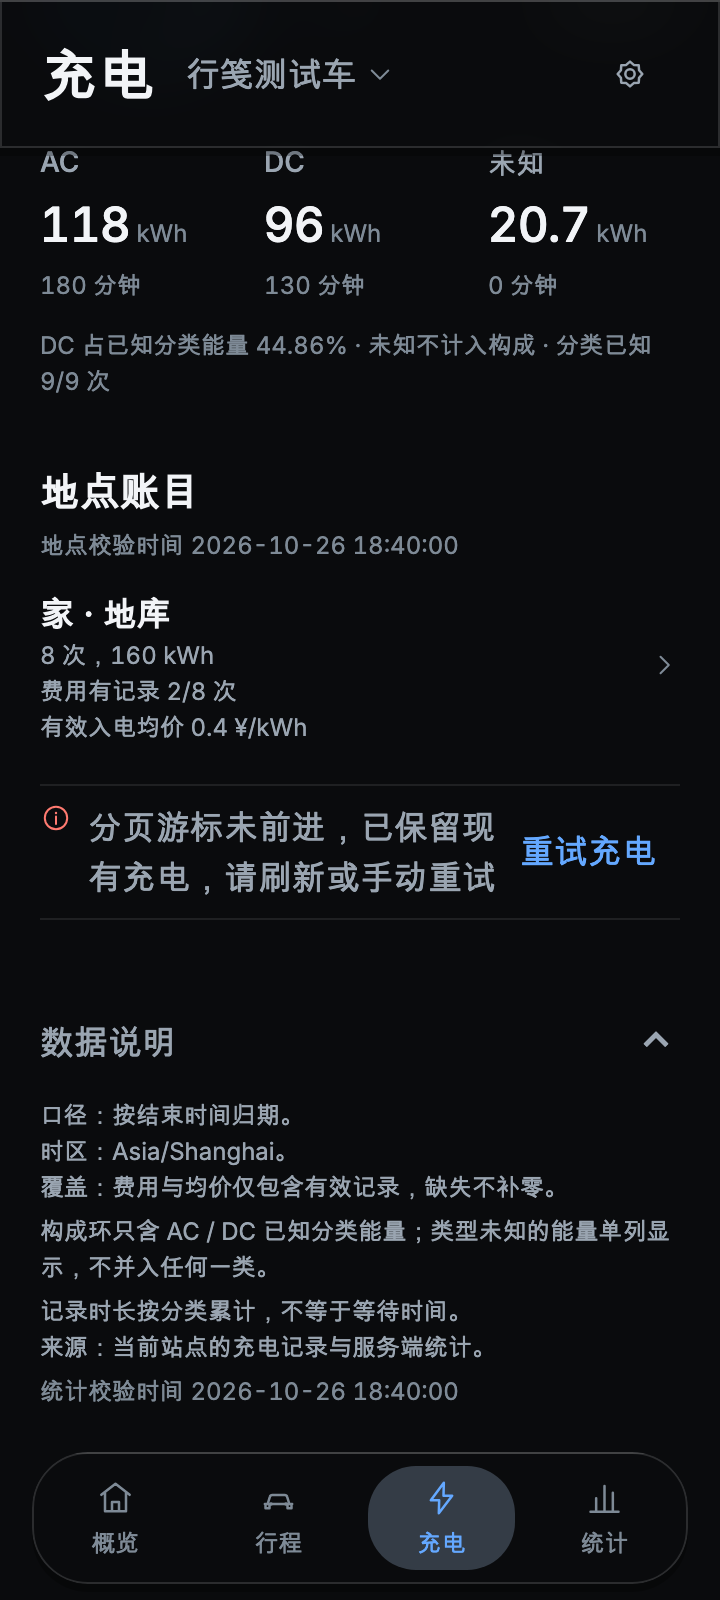 充电 行笺测试车
AC DC 未知
118 kWh 96 kWh 20.7 kWh
180 分钟 130 分钟 0 分钟
DC 占已知分类能量 44.86% · 未知不计入构成 · 分类已知
9/9 次
地点账目
地点校验时间 2026-10-26 18:40:00
家 · 地库
8 次，160 kWh
费用有记录 2/8 次
有效入电均价 0.4 ¥/kWh
分页游标未前进，已保留现
有充电，请刷新或手动重试
重试充电
数据说明
口径：按结束时间归期。
时区：Asia/Shanghai。
覆盖：费用与均价仅包含有效记录，缺失不补零。
构成环只含 AC / DC 已知分类能量；类型未知的能量单列显
示，不并入任何一类。
记录时长按分类累计，不等于等待时间。
来源：当前站点的充电记录与服务端统计。
统计校验时间 2026-10-26 18:40:00
概览 行程 充电 统计